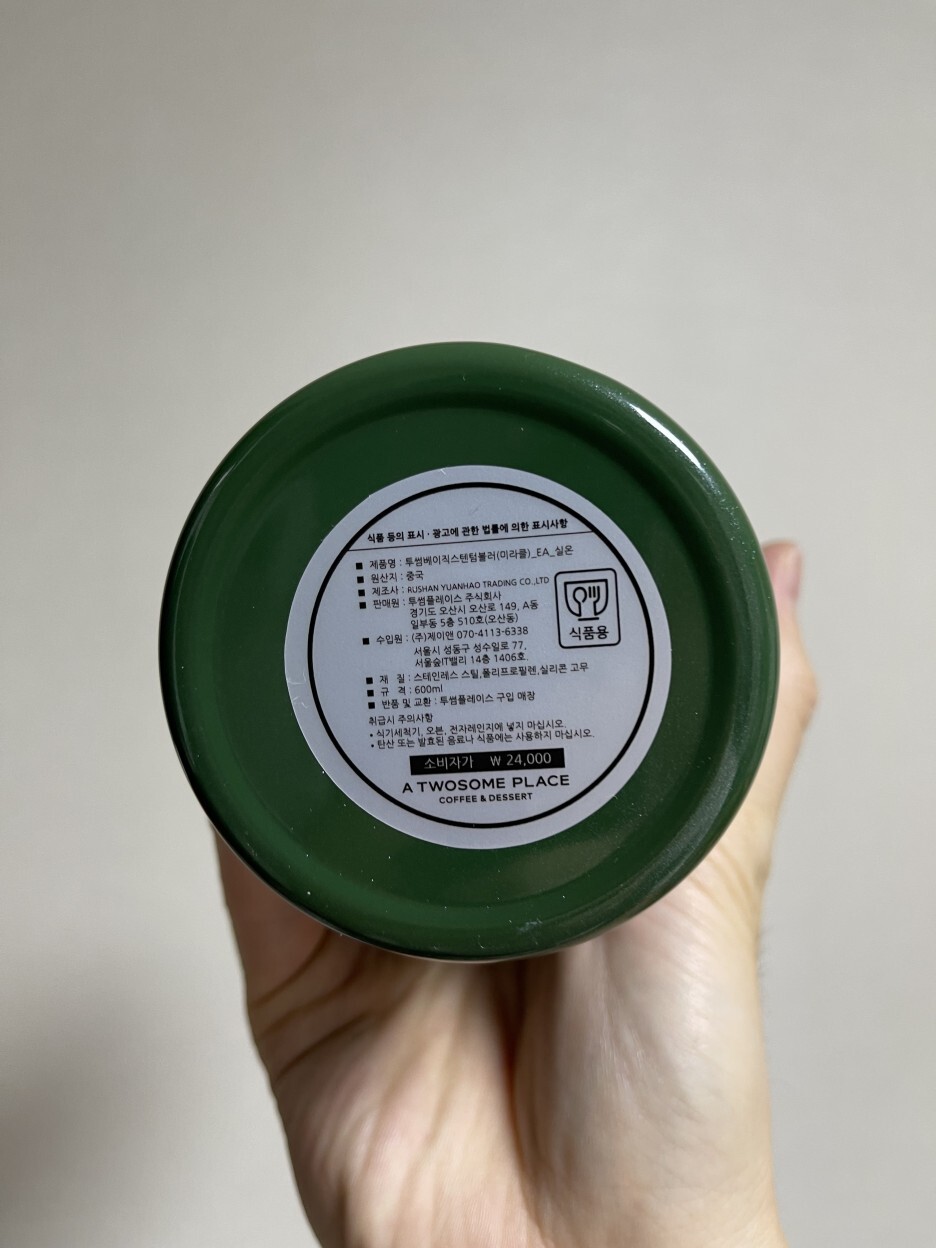 식품 등의 표시·광고에 관한 법률에 의한 표시사항
■ 제품명 : 투썸베이직스텐텀블러(미라클)_EA_실온
■ 원산지 : 중국
■ 제조사 : RUSHAN YUANHAO TRADING CO.,LTD
■ 판매원 : 투썸플레이스 주식회사
경기도 오산시 오산로 149, A동
일부동 5층 510호(오산동)
■ 수입원 : (주)제이앤 070-4113-6338
서울시 성동구 성수일로 77,
서울숲IT밸리 14층 1406호.
■ 재 질 : 스테인레스 스틸,폴리프로필렌,실리콘 고무
■ 규 격 : 600ml
■ 반품 및 교환 : 투썸플레이스 구입 매장
식품용
취급시 주의사항
• 식기세척기, 오븐, 전자레인지에 넣지 마십시오.
• 탄산 또는 발효된 음료나 식품에는 사용하지 마십시오.
소비자가 ₩ 24,000
A TWOSOME PLACE
COFFEE & DESSERT